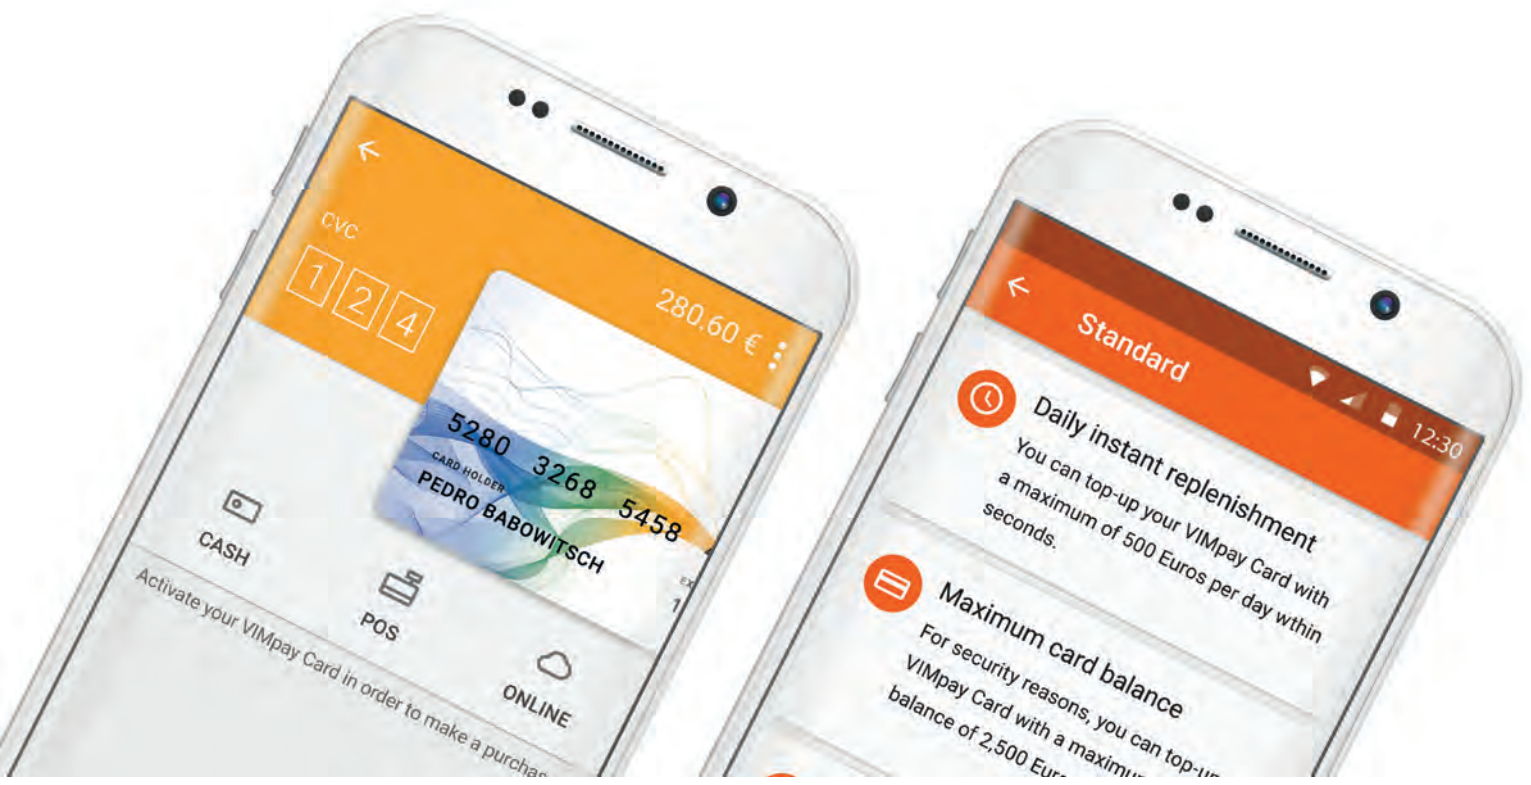 CVC
1 2 4
280.60 €
5280 3268 5458
CARD HOLDER
PEDRO BABOWITSCH
EX
1
CASH
POS
ONLINE
Activate your VIMpay Card in order to make a
12:30
Standard
Daily instant replenishment
You can top-up your VIMpay Card with
a maximum of 500 Euros per day wthin
seconds.
Maximum card balance
For security reasons, you can top-up
VIMpay Card with a
balance of 2,500